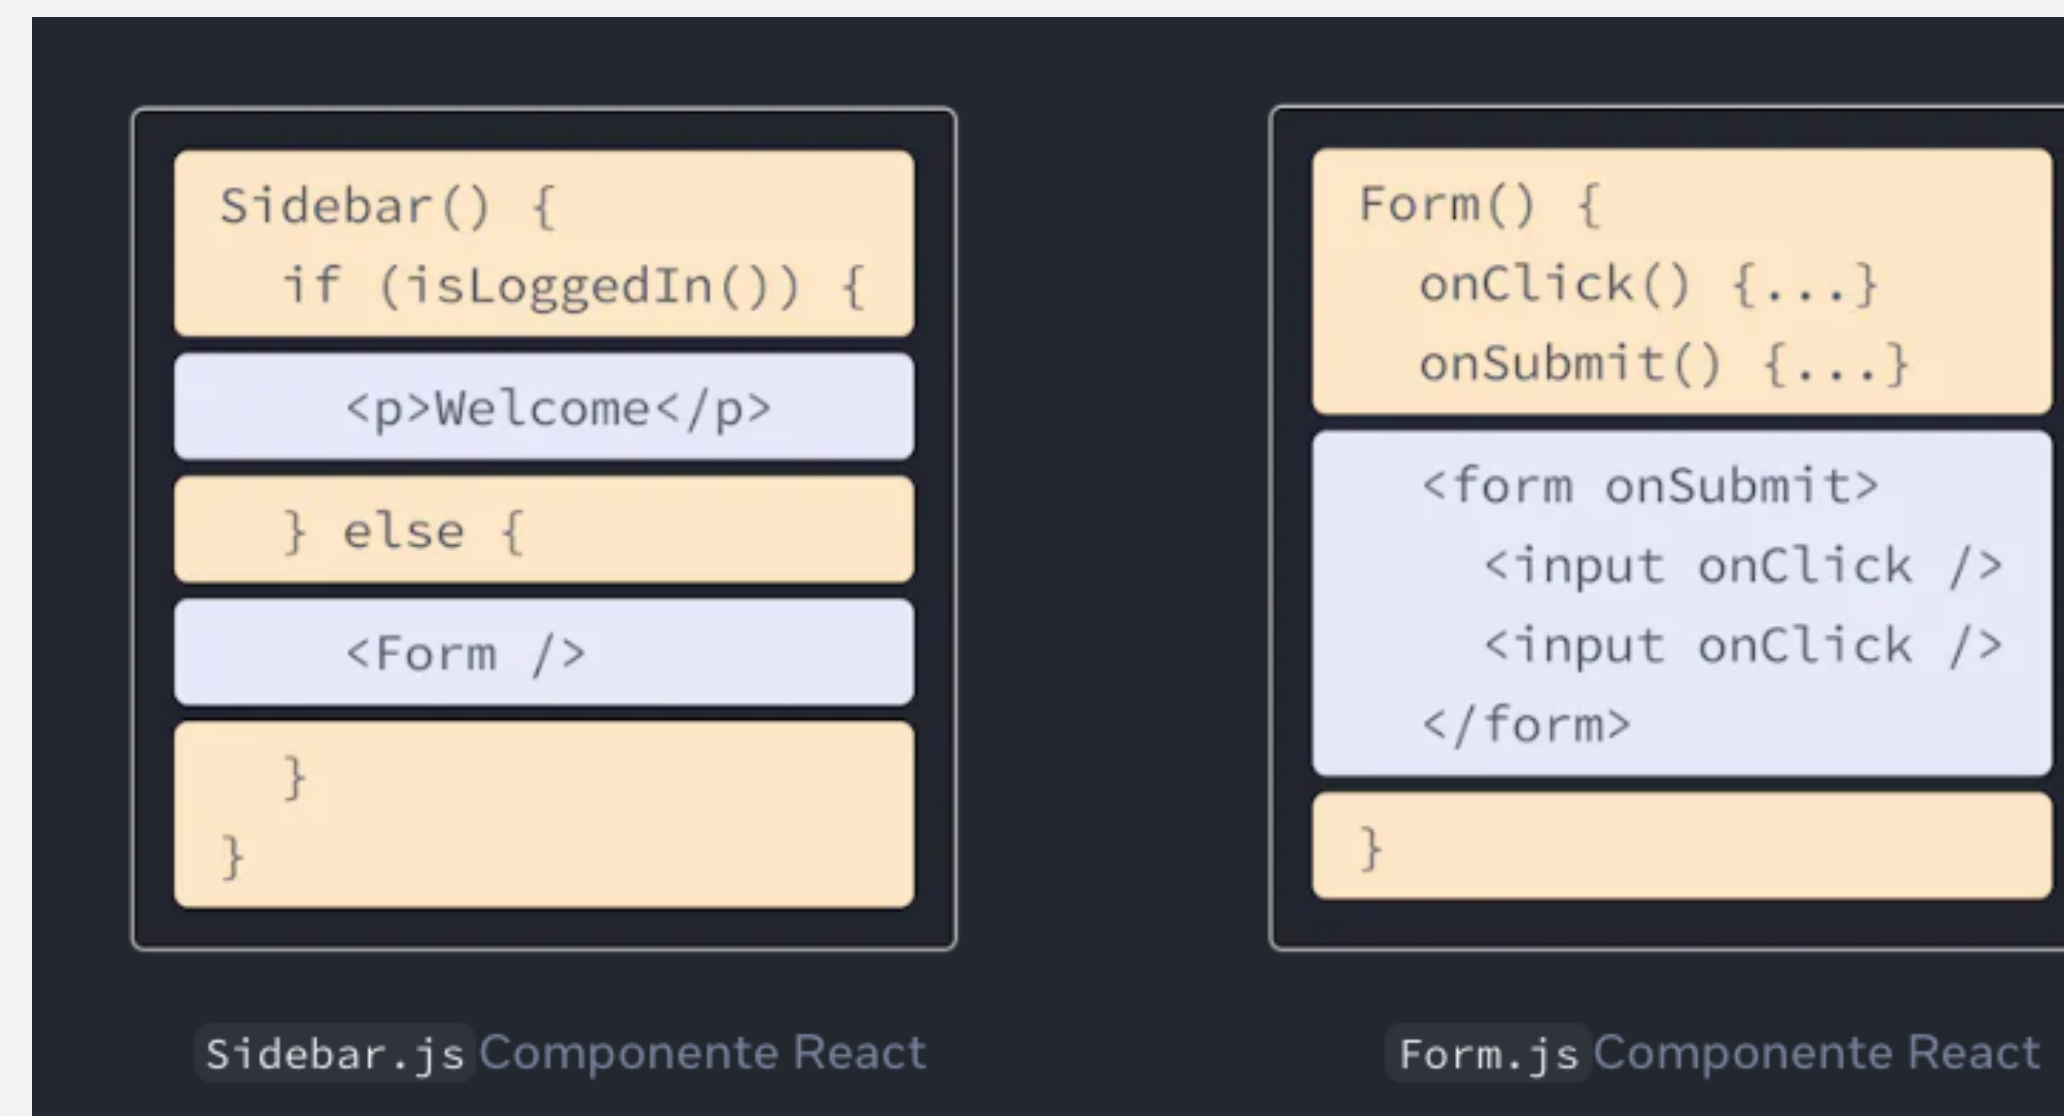 Sidebar() {
if (isLoggedIn()) {
<p>Welcome</p>
} else {
<Form />
}
}
Sidebar.js Componente React
Form() {
onClick() {...}
onSubmit() {...}
<form onSubmit>
<input onClick />
<input onClick />
</form>
}
Form.js Componente React